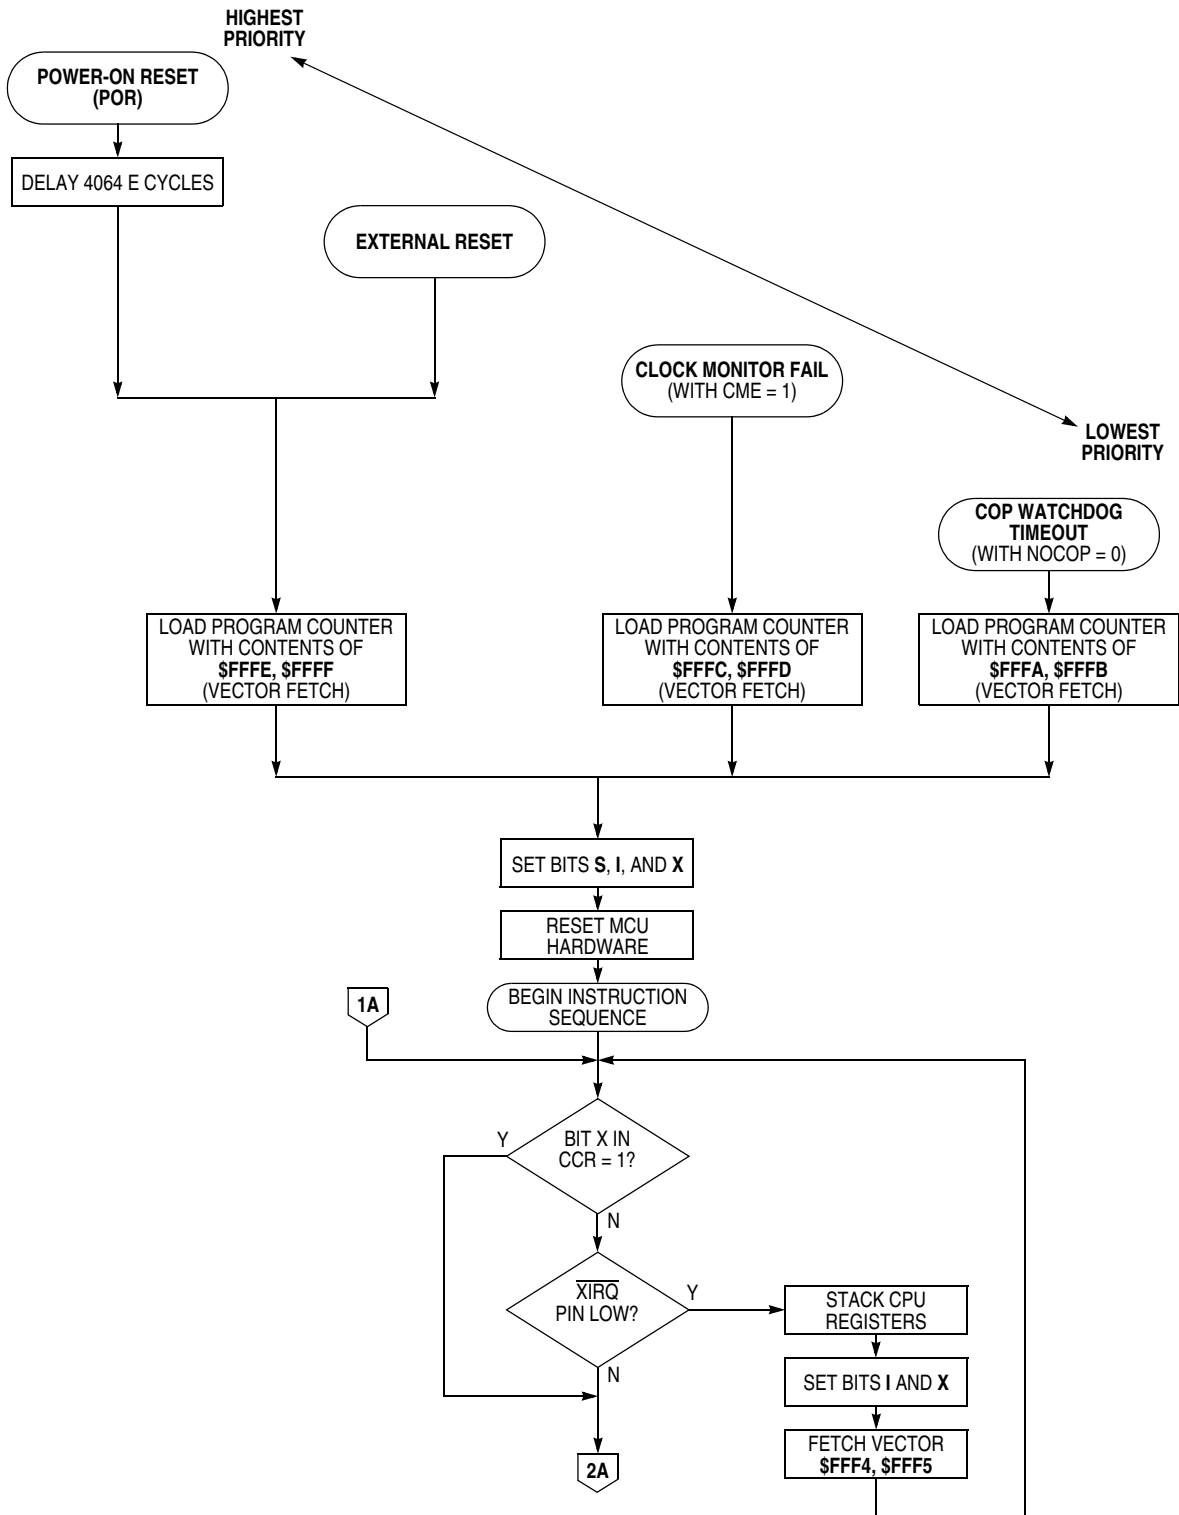 HIGHEST
PRIORITY
POWER-ON RESET
(POR)
DELAY 4064 E CYCLES
EXTERNAL RESET
CLOCK MONITOR FAIL
(WITH CME = 1)
LOWEST
PRIORITY
COP WATCHDOG
TIMEOUT
(WITH NOCOP = 0)
LOAD PROGRAM COUNTER
WITH CONTENTS OF
$FFFE, $FFFF
(VECTOR FETCH)
LOAD PROGRAM COUNTER
WITH CONTENTS OF
$FFFC, $FFFD
(VECTOR FETCH)
LOAD PROGRAM COUNTER
WITH CONTENTS OF
$FFFA, $FFFB
(VECTOR FETCH)
SET BITS S, I, AND X
RESET MCU
HARDWARE
BEGIN INSTRUCTION
SEQUENCE
1A
BIT X IN
CCR = 1?
Y
N
XIRQ
PIN LOW?
Y
N
STACK CPU
REGISTERS
SET BITS I AND X
FETCH VECTOR
$FFF4, $FFF5
2A